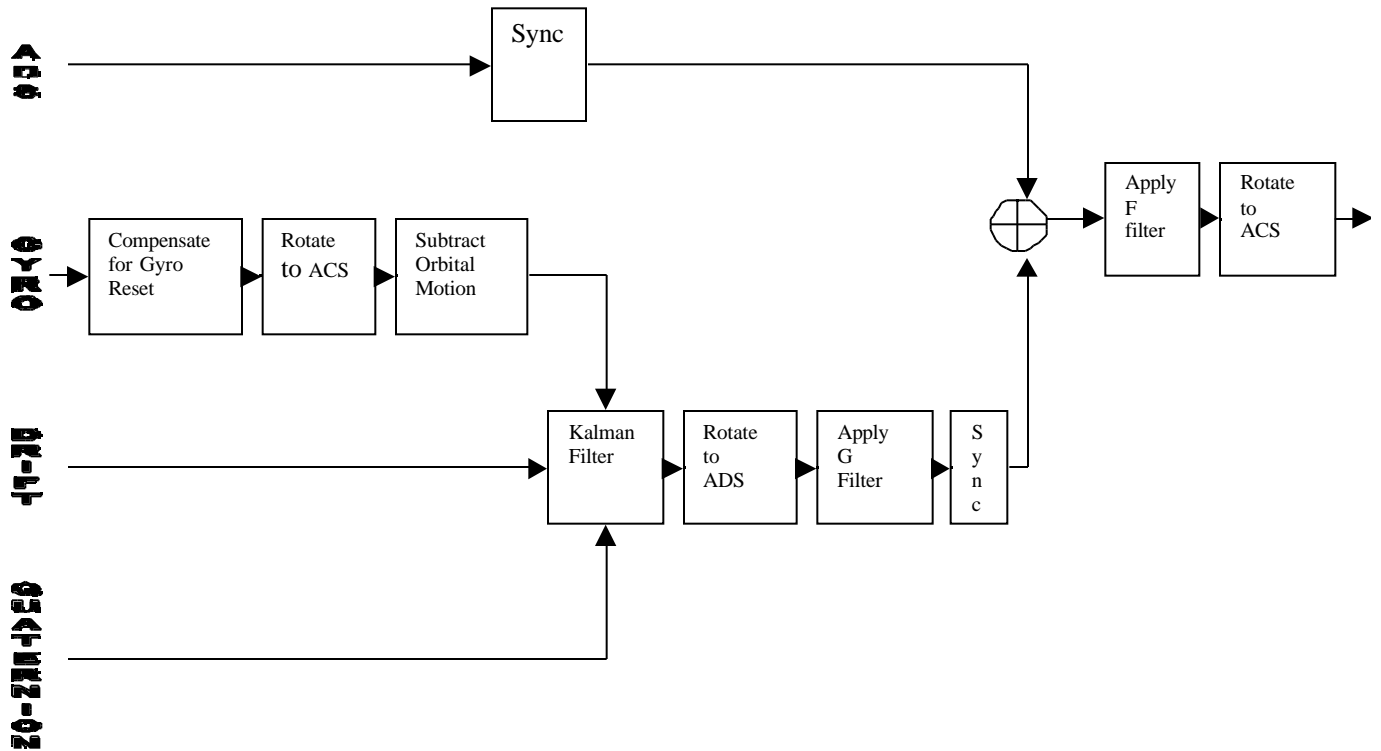 Sync
ADS
Apply
F
filter
Rotate
to
ACS
GYRO
Compensate
for Gyro
Reset
Rotate
to ACS
Subtract
Orbital
Motion
DRIFT
Kalman
Filter
Rotate
to
ADS
Apply
G
Filter
S
y
n
c
QUATERNION